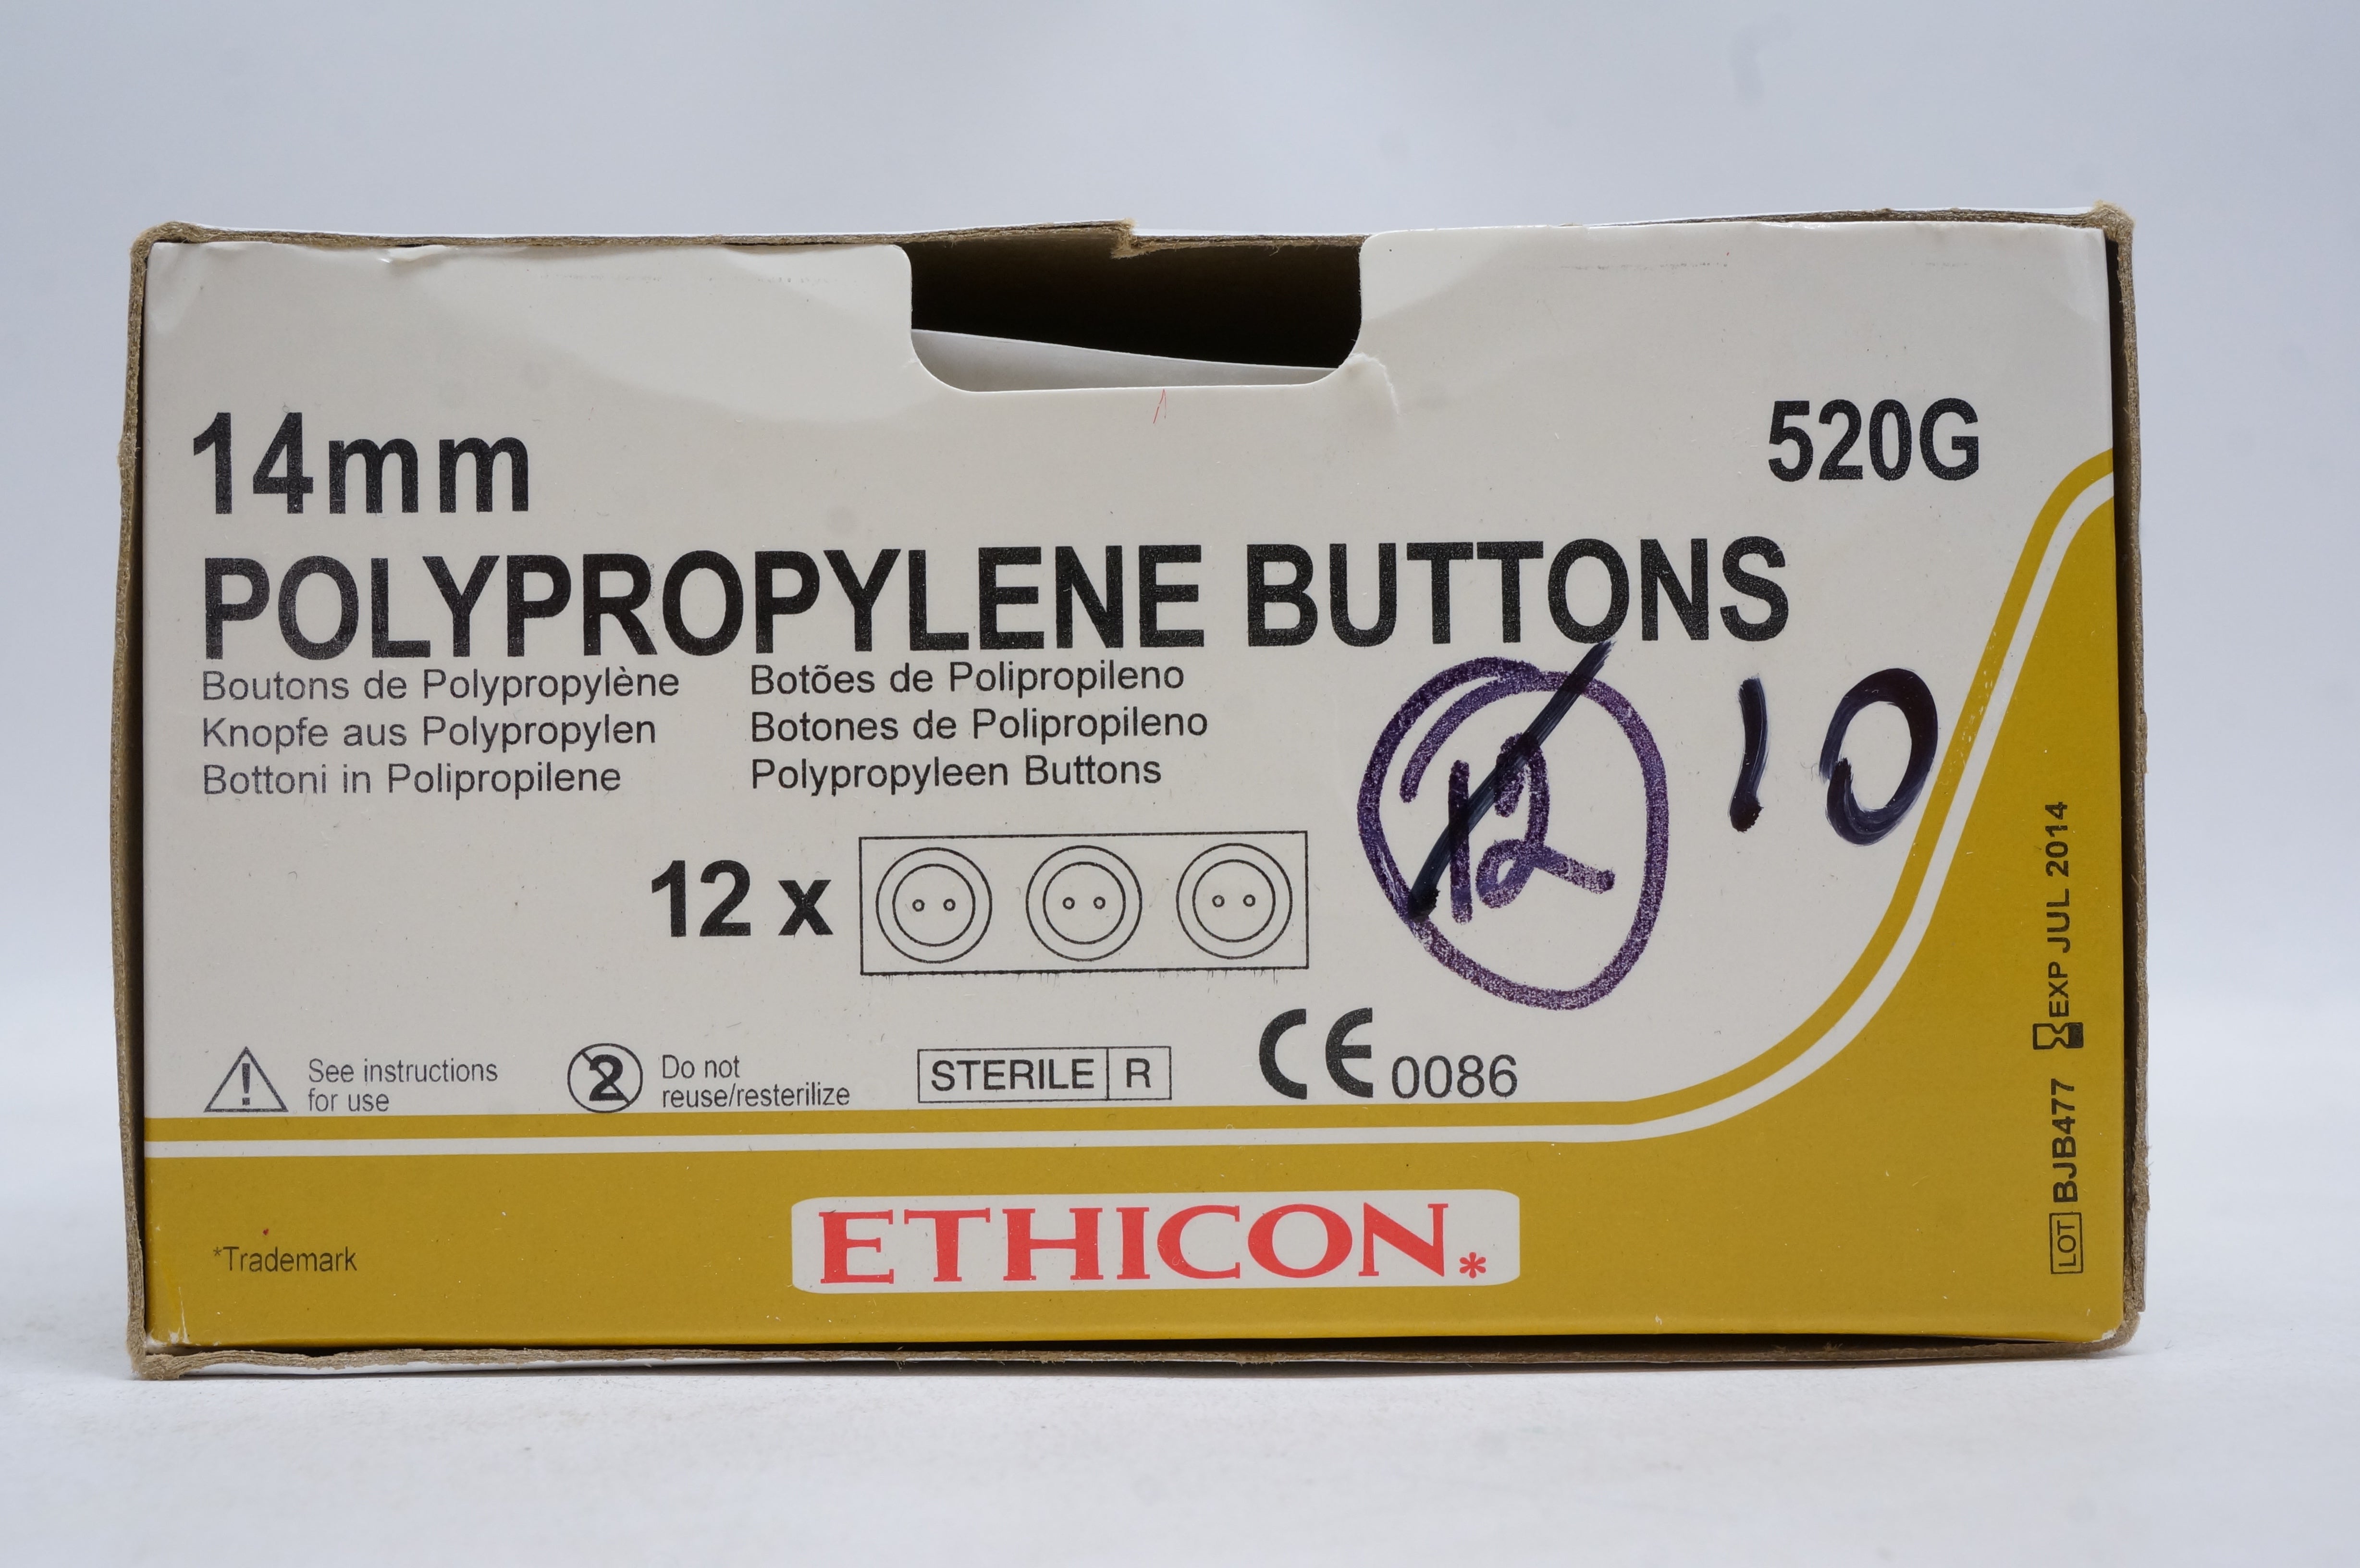 14mm
520G
POLYPROPYLENE BUTTONS
Boutons de Polypropylène
Knopfe aus Polypropylen
Bottoni in Polipropilene
Botões de Polipropileno
Botones de Polipropileno
Polypropyleen Buttons
12
10
12 x
See instructions
for use
2
Do not
reuse/resterilize
STERILE R
CE 0086
*Trademark
ETHICON*
LOT BJB477 EXP JUL 2014